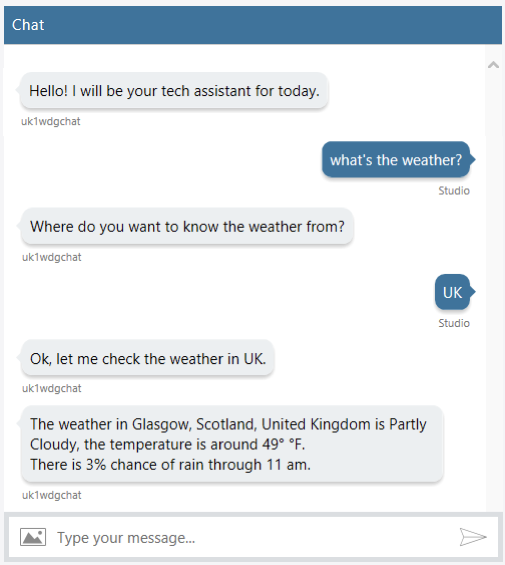 Chat
Hello! I will be your tech assistant for today.
uk1wdgchat
what's the weather?
Studio
Where do you want to know the weather from?
uk1wdgchat
UK
Studio
Ok, let me check the weather in UK.
uk1wdgchat
The weather in Glasgow, Scotland, United Kingdom is Partly
Cloudy, the temperature is around 49° °F.
There is 3% chance of rain through 11 am.
uk1wdgchat
Type your message...